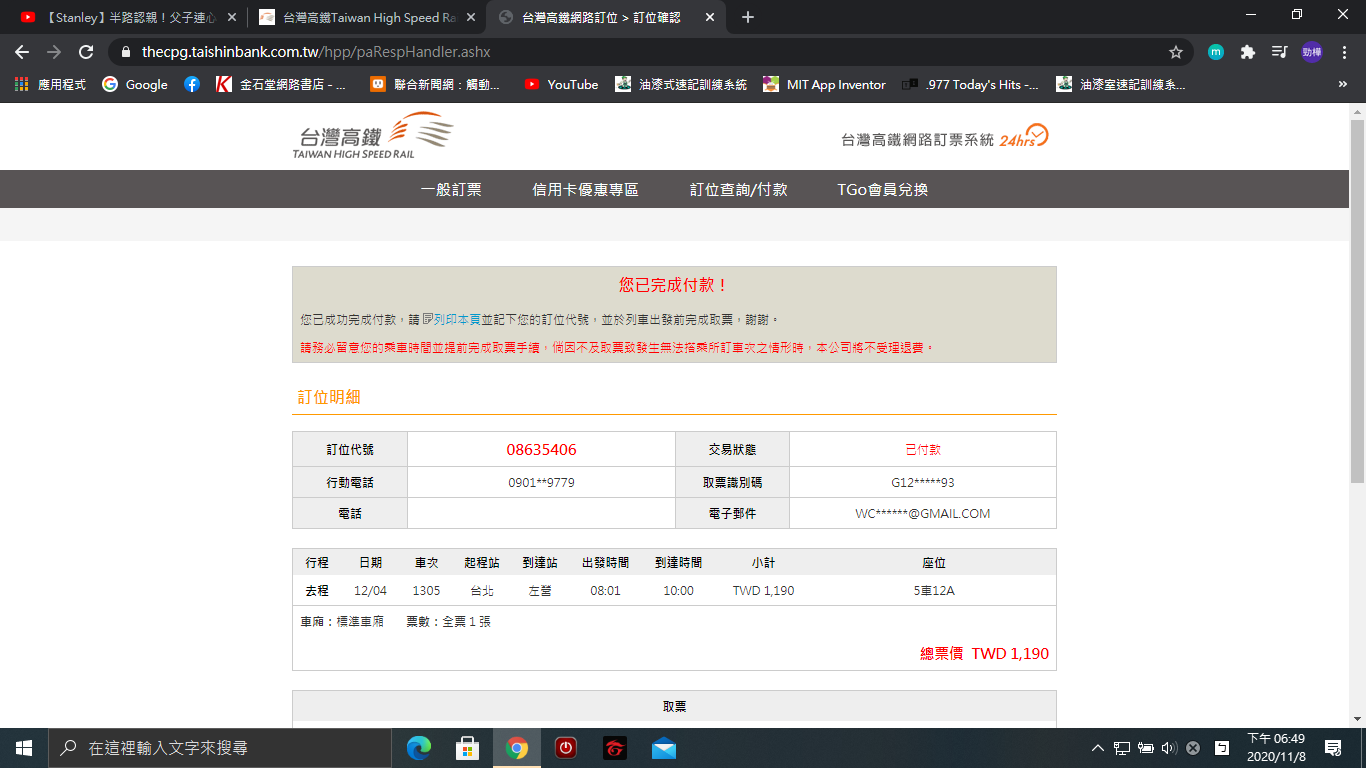 【Stanley】半路認親！父子連心
台灣高鐵Taiwan High Speed Ra
台灣高鐵網路訂位 > 訂位確認
thecpg.taishinbank.com.tw/hpp/paRespHandler.ashx
m
勁樺
應用程式
Google
金石堂網路書店 - ...
聯合新聞網：觸動...
YouTube
油漆式速記訓練系統
MIT App Inventor
.977 Today's Hits -...
油漆室速記訓練系...
»
台灣高鐵
TAIWAN HIGH SPEED RAIL
台灣高鐵網路訂票系統 24hrs
一般訂票 信用卡優惠專區 訂位查詢/付款 TGo會員兌換
您已完成付款！
您已成功完成付款，請列印本頁並記下您的訂位代號，並於列車出發前完成取票，謝謝。
請務必留意您的乘車時間並提前完成取票手續，倘因不及取票致發生無法搭乘所訂車次之情形時，本公司將不受理退費。
訂位明細
訂位代號 08635406 交易狀態 已付款
行動電話 0901**9779 取票識別碼 G12*****93
電話 電子郵件 WC******@GMAIL.COM
行程 日期 車次 起程站 到達站 出發時間 到達時間 小計 座位
去程 12/04 1305 台北 左營 08:01 10:00 TWD 1,190 5車12A
車廂：標準車廂 票數：全票 1 張
總票價 TWD 1,190
取票
在這裡輸入文字來搜尋
下午 06:49
2020/11/8